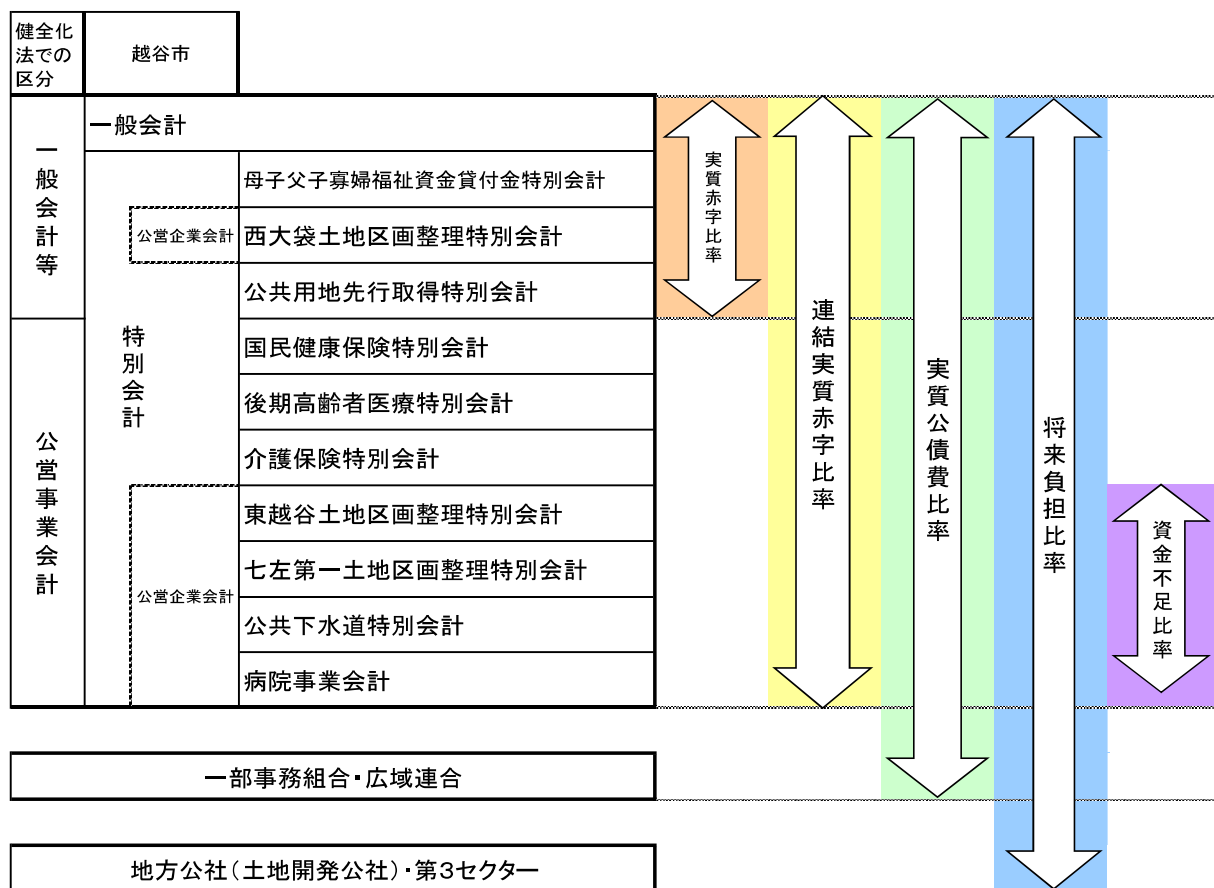 健全化
法での
区分
越谷市
一般会計等
一般会計
母子父子寡婦福祉資金貸付金特別会計
公営企業会計
西大袋土地区画整理特別会計
公共用地先行取得特別会計
特別会計
公営事業会計
国民健康保険特別会計
後期高齢者医療特別会計
介護保険特別会計
公営企業会計
東越谷土地区画整理特別会計
七左第一土地区画整理特別会計
公共下水道特別会計
病院事業会計
実質赤字比率
連結実質赤字比率
実質公債費比率
将来負担比率
資金不足比率
一部事務組合・広域連合
地方公社（土地開発公社）・第３セクター